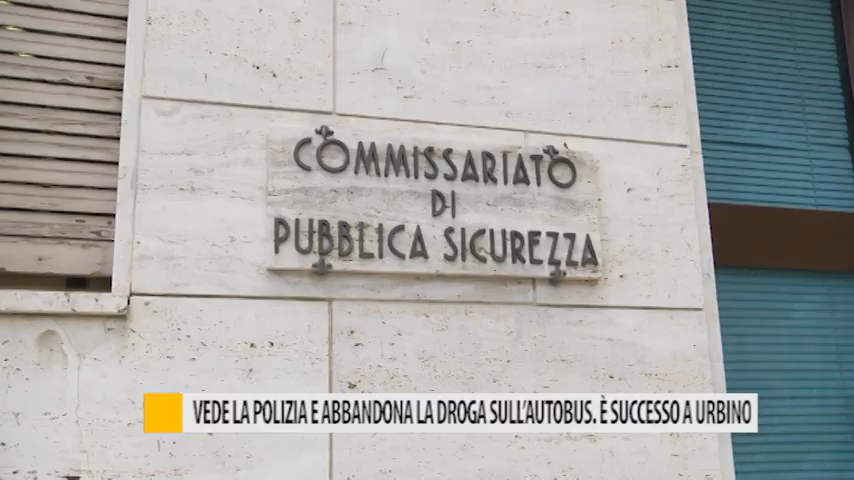 COMMISSARIATO
DI
PUBBLICA SICUREZZA
VEDE LA POLIZIA E ABBANDONA LA DROGA SULL'AUTOBUS. È SUCCESSO A URBINO